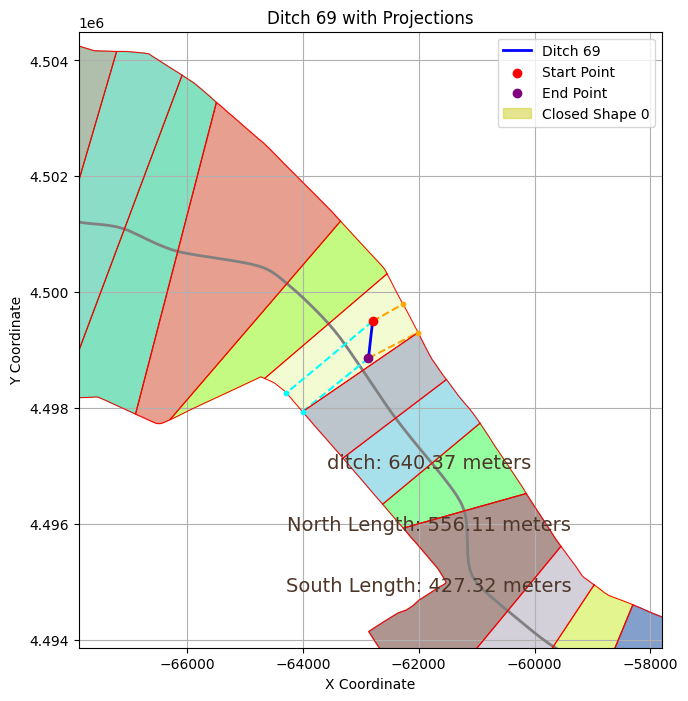 Ditch 69 with Projections
1e6
Ditch 69
Start Point
End Point
Closed Shape 0
4.504
4.502
4.500
4.498
4.496
4.494
Y Coordinate
ditch: 640.37 meters
North Length: 556.11 meters
South Length: 427.32 meters
−66000
−64000
−62000
−60000
−58000
X Coordinate